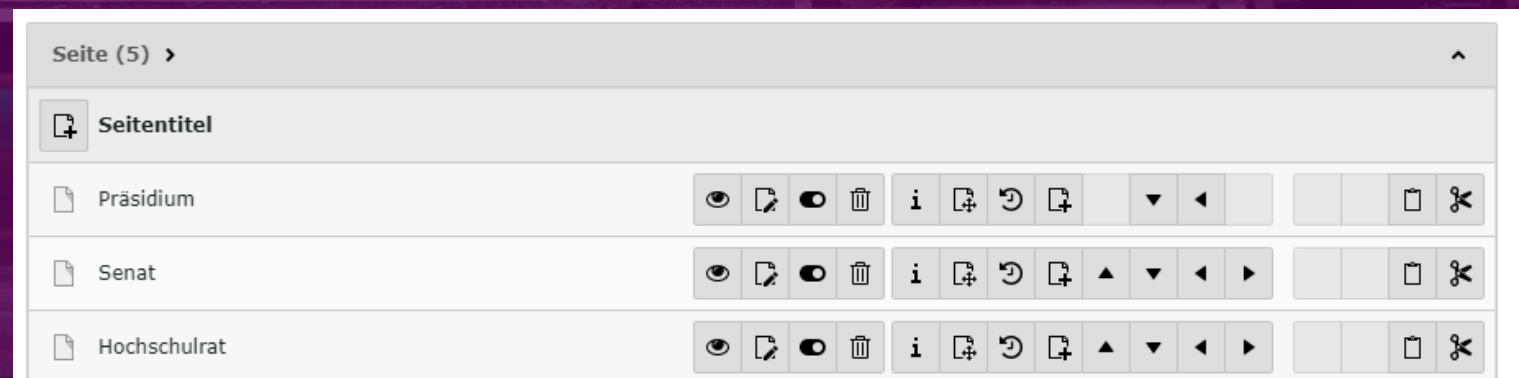 Seite (5)
Seitentitel
Präsidium
Senat
Hochschulrat